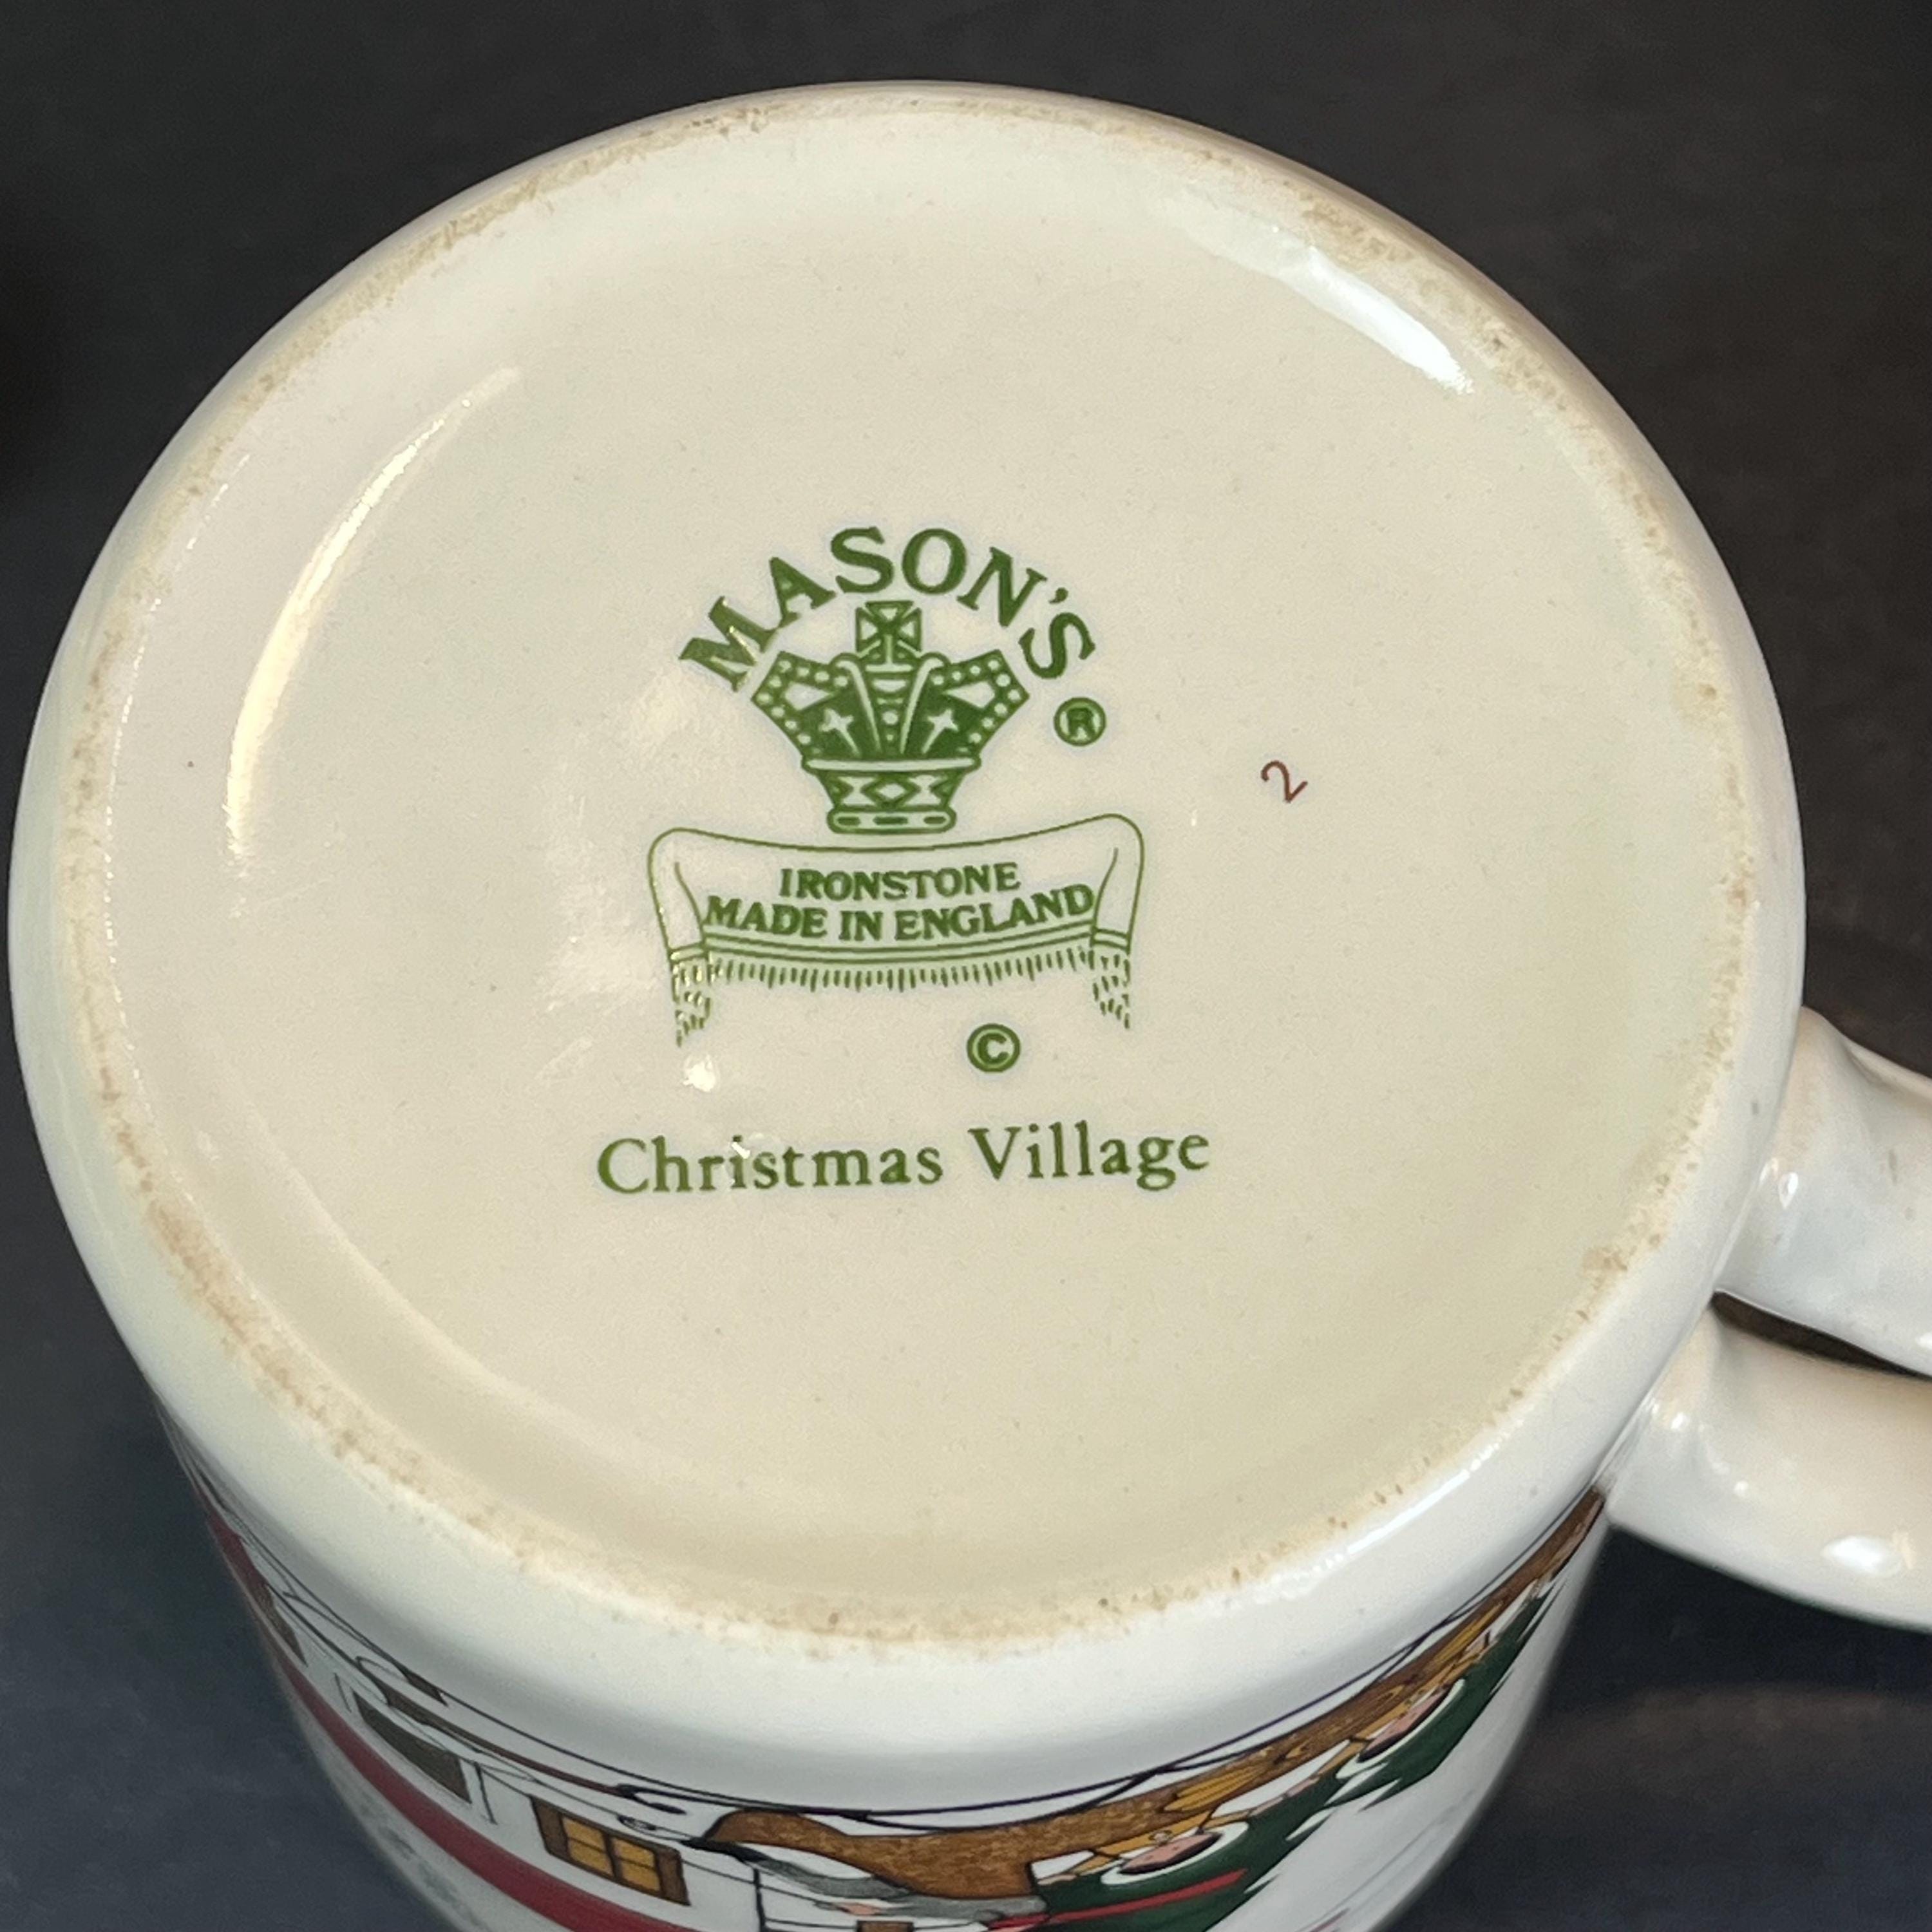 MASON'S
®
2
IRONSTONE
MADE IN ENGLAND
©
Christmas Village